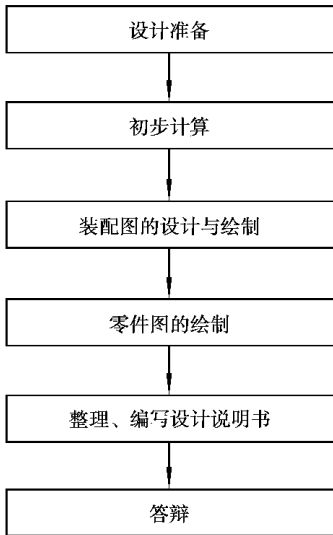 设计准备
初步计算
装配图的设计与绘制
零件图的绘制
整理、编写设计说明书
答辩